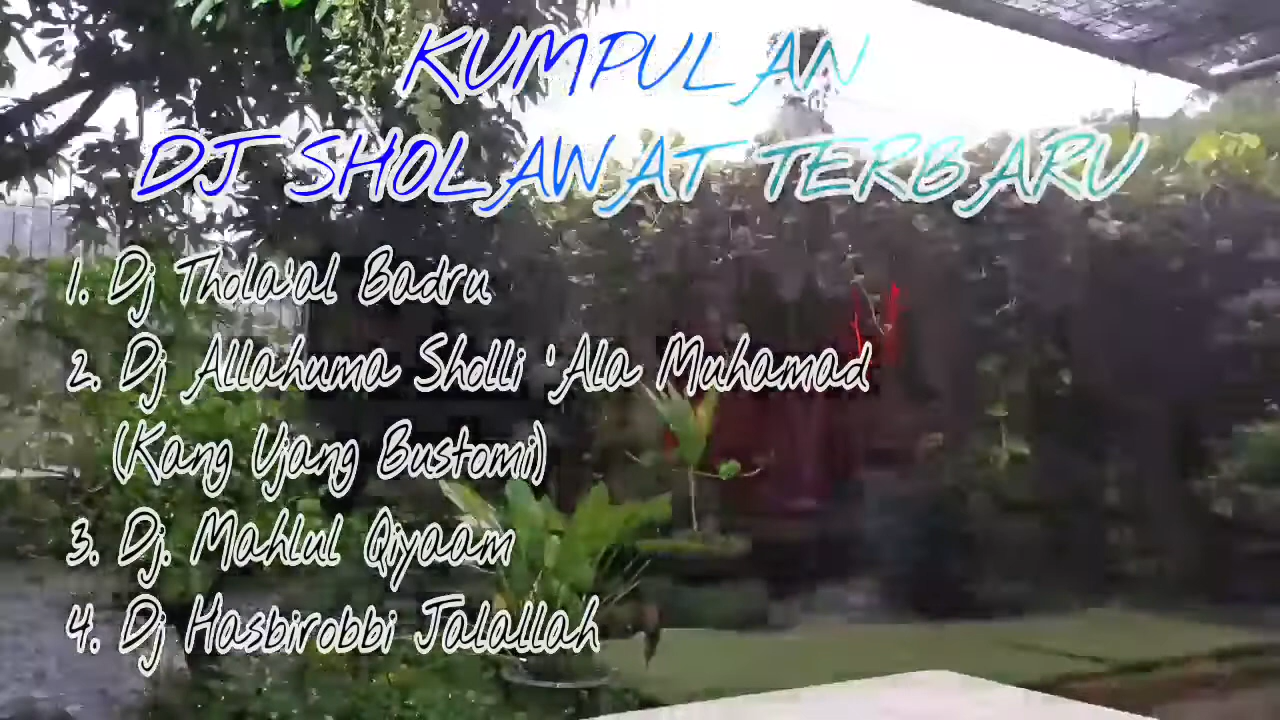 KUMPULAN
DJ SHOLAWAT TERBARU
1. Dj Thola'al Badru
2. Dj Allahuma Sholli 'Ala Muhamad
(Kang Ujang Bustomi)
3. Dj. Mahlul Qiyaam
4. Dj Hasbirobbi Jalallah